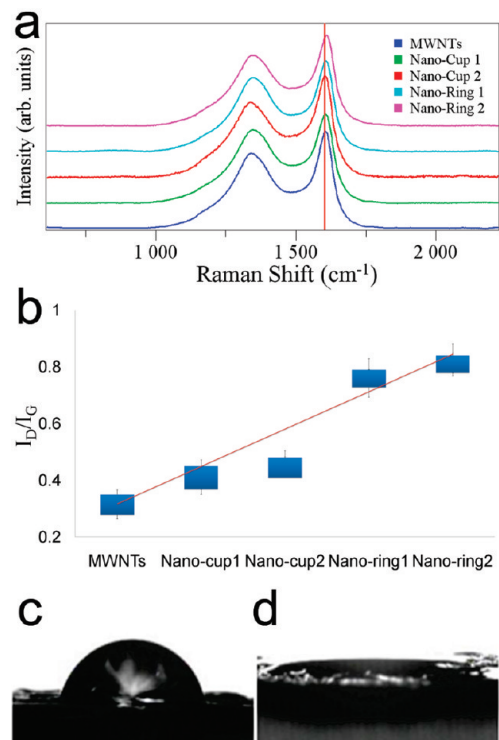 a
Intensity (arb. units)
MWNTs
Nano-Cup 1
Nano-Cup 2
Nano-Ring 1
Nano-Ring 2
1 000 1 500 2 000
Raman Shift (cm⁻¹)
b
I_D/I_G
1
0.8
0.6
0.4
0.2
MWNTs Nano-cup1 Nano-cup2 Nano-ring1 Nano-ring2
c d